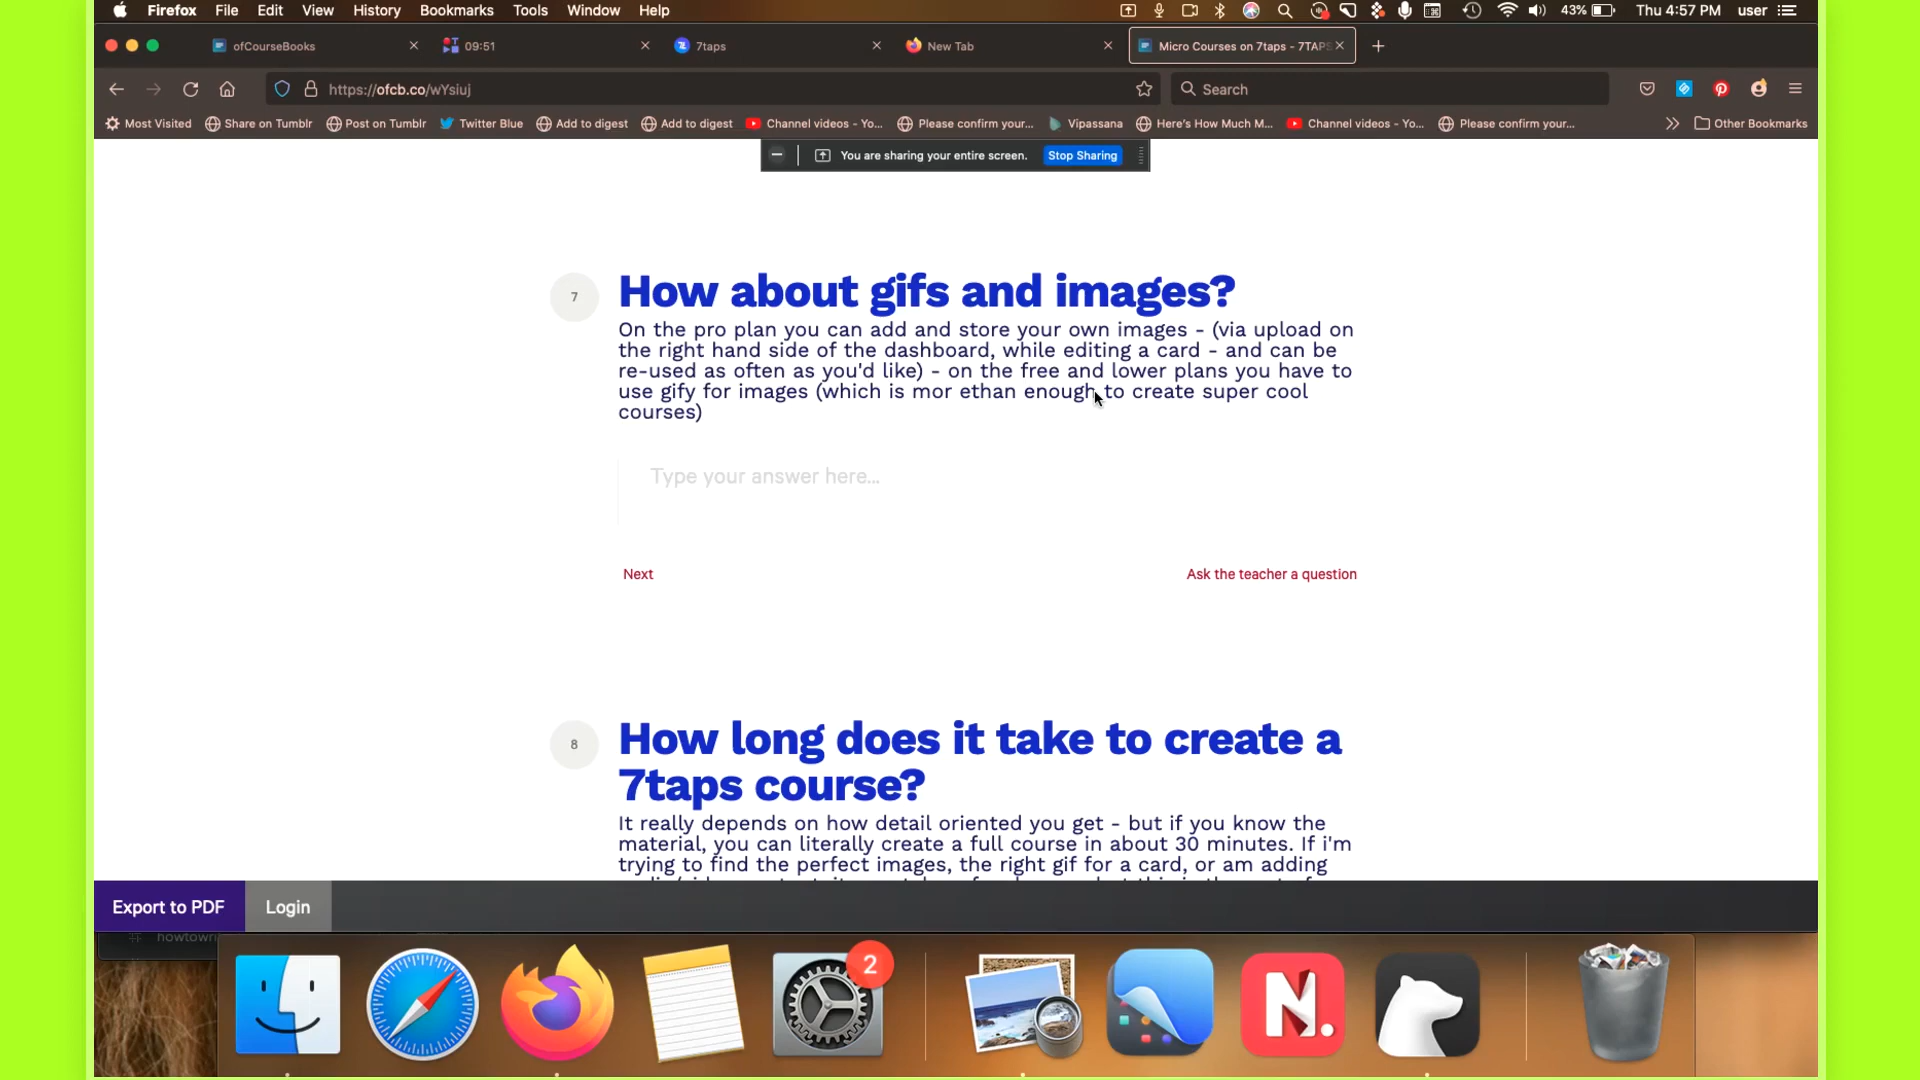 Firefox File Edit View History Bookmarks Tools Window Help 43% Thu 4:57 PM user
ofCourseBooks 09:51 7taps New Tab Micro Courses on 7taps - 7TAPS
https://ofcb.co/wYsiuj Search
Most Visited Share on Tumblr Post on Tumblr Twitter Blue Add to digest Add to digest Channel videos - Yo... Please confirm your... Vipassana Here's How Much M... Channel videos - Yo... Please confirm your... Other Bookmarks
You are sharing your entire screen. Stop Sharing
7 How about gifs and images?
On the pro plan you can add and store your own images - (via upload on
the right hand side of the dashboard, while editing a card - and can be
re-used as often as you'd like) - on the free and lower plans you have to
use gify for images (which is mor ethan enough to create super cool
courses)
Type your answer here...
Next Ask the teacher a question
8 How long does it take to create a
7taps course?
It really depends on how detail oriented you get - but if you know the
material, you can literally create a full course in about 30 minutes. If i'm
trying to find the perfect images, the right gif for a card, or am adding
Export to PDF Login
2
N.